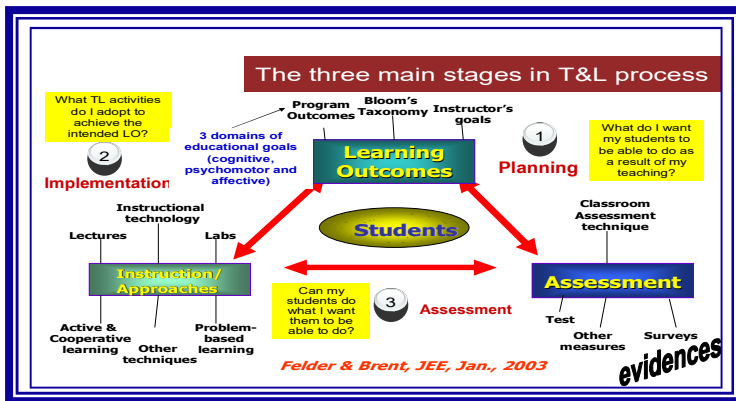 The three main stages in T&L process
What TL activities
do I adopt to
achieve the
intended LO?
2
Implementation
Program
Outcomes
Bloom's
Taxonomy
Instructor's
goals
3 domains of
educational goals
(cognitive,
psychomotor and
affective)
Learning
Outcomes
1
Planning
What do I want
my students to
be able to do as
a result of my
teaching?
Students
Instructional
technology
Lectures
Labs
Instruction/
Approaches
Active &
Cooperative
learning
Other
techniques
Problem-
based
learning
Can my
students do
what I want
them to be
able to do?
3
Assessment
Classroom
Assessment
technique
Assessment
Test
Other
measures
Surveys
evidences
Felder & Brent, JEE, Jan., 2003